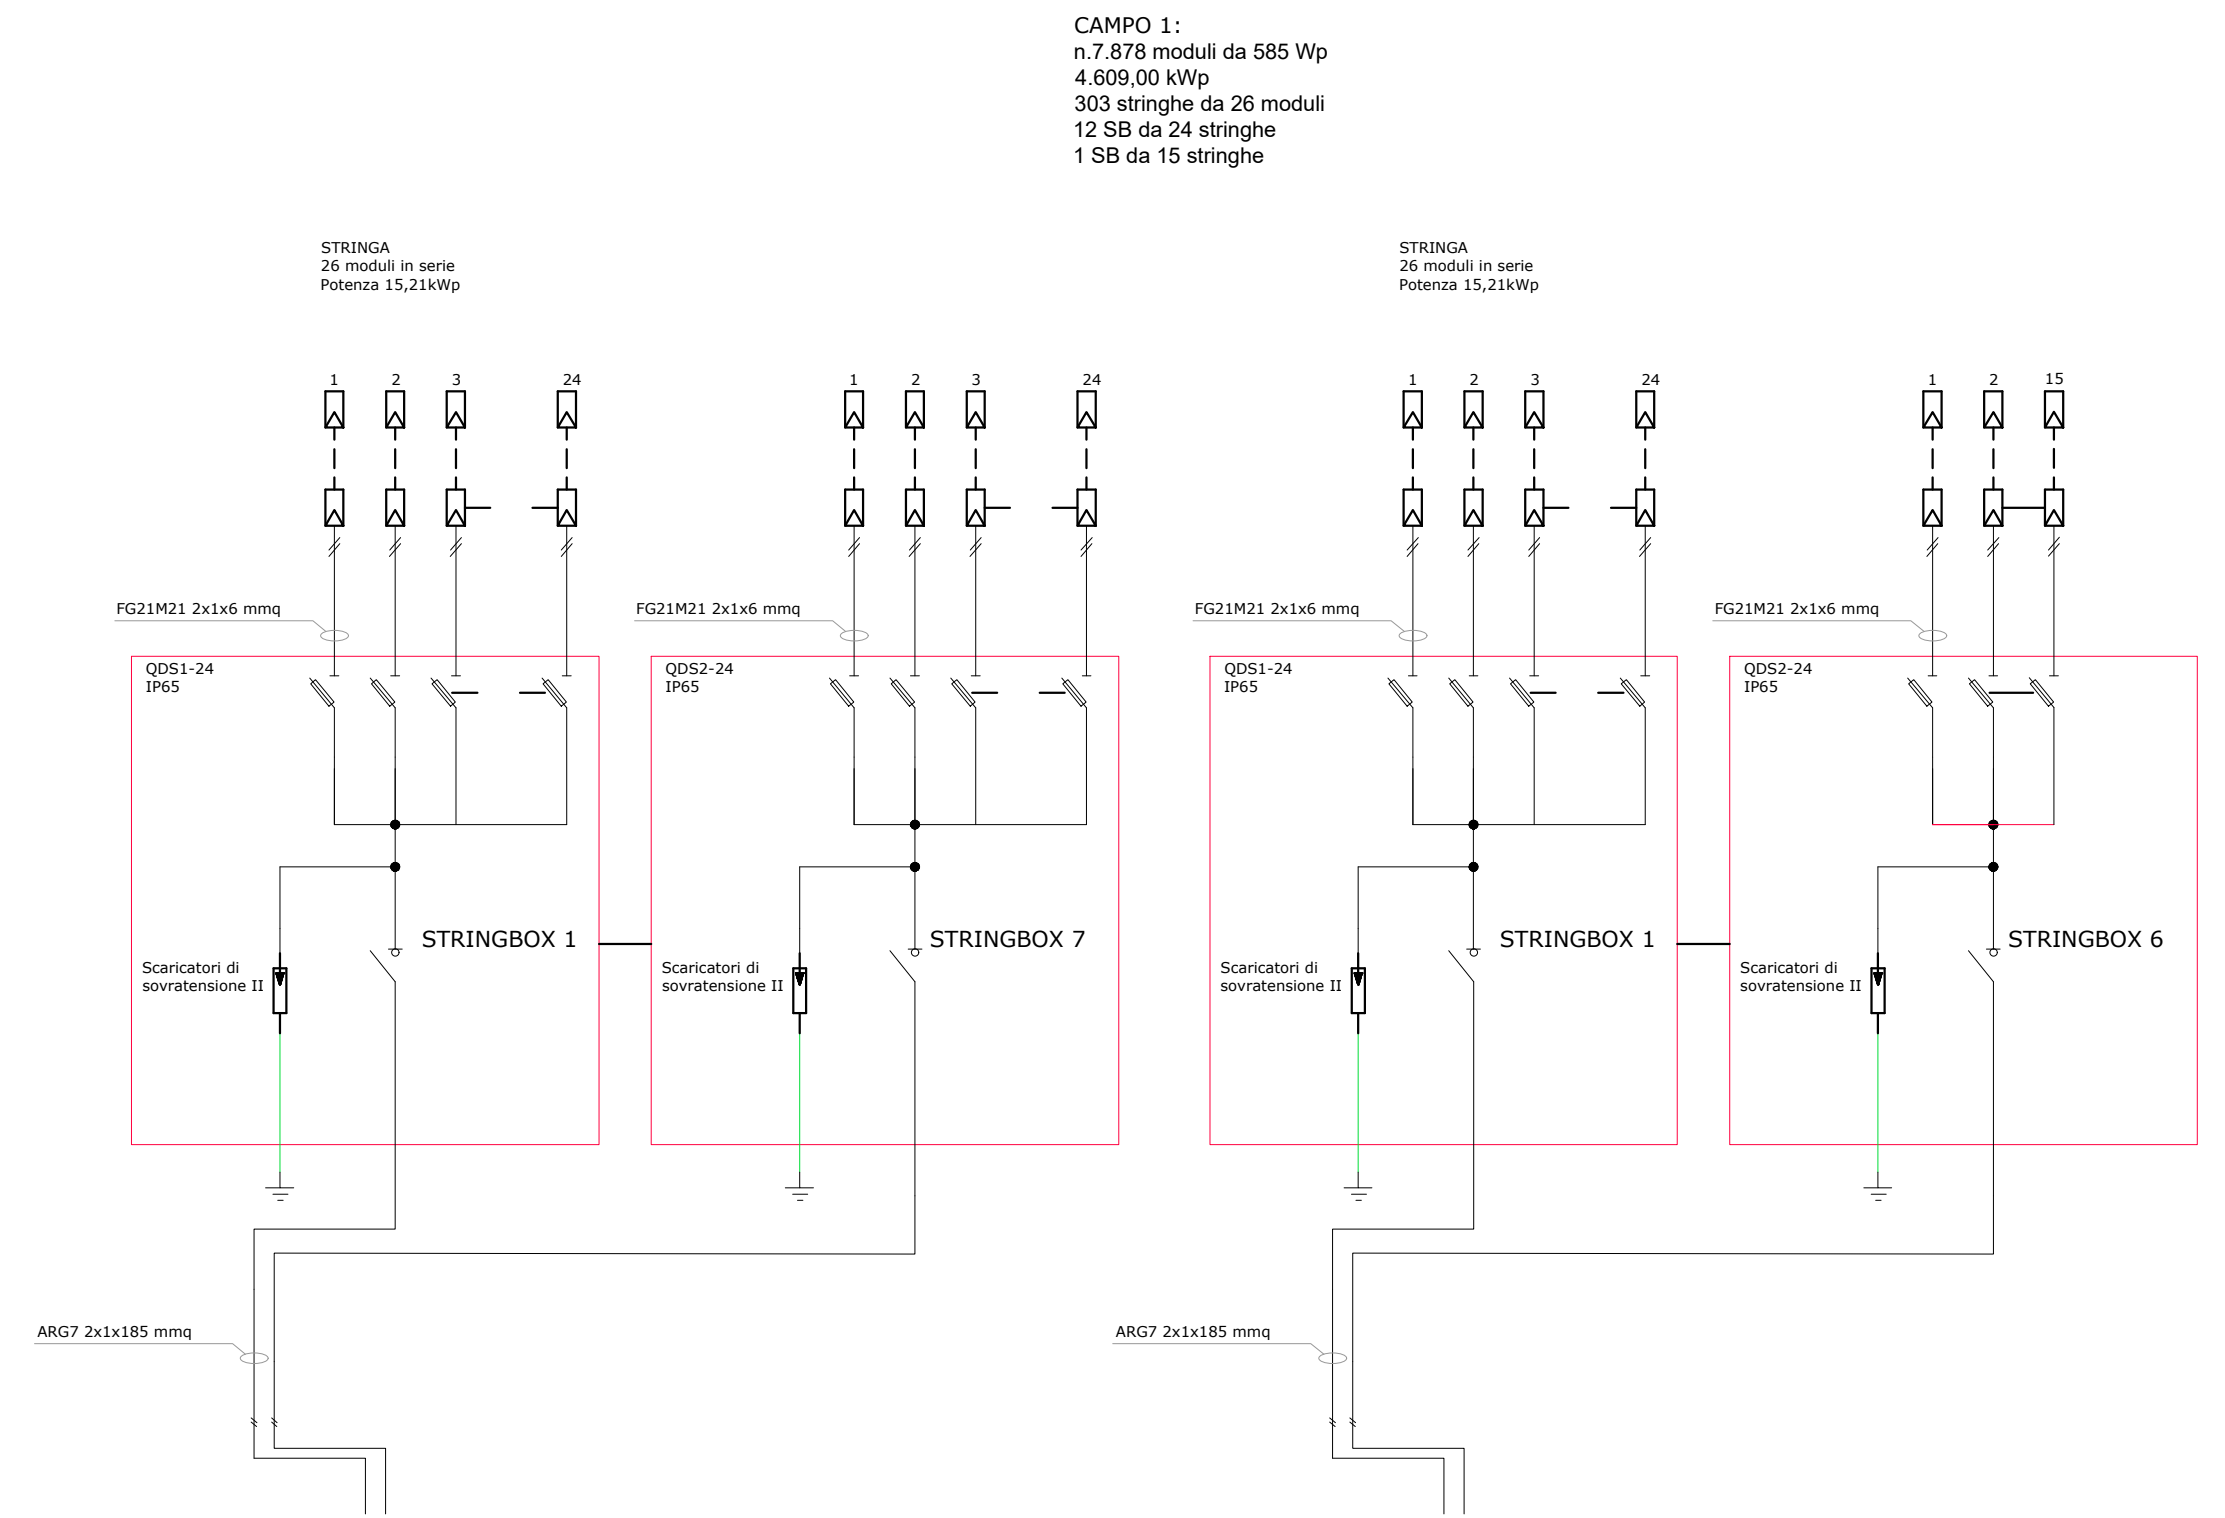 CAMPO 1:
n.7.878 moduli da 585 Wp
4.609,00 kWp
303 stringhe da 26 moduli
12 SB da 24 stringhe
1 SB da 15 stringhe
STRINGA
26 moduli in serie
Potenza 15,21kWp
STRINGA
26 moduli in serie
Potenza 15,21kWp
1 2 3 24
1 2 3 24
1 2 3 24
1 2 15
FG21M21 2x1x6 mmq
FG21M21 2x1x6 mmq
FG21M21 2x1x6 mmq
FG21M21 2x1x6 mmq
QDS1-24
IP65
QDS2-24
IP65
QDS1-24
IP65
QDS2-24
IP65
STRINGBOX 1
STRINGBOX 7
STRINGBOX 1
STRINGBOX 6
Scaricatori di
sovratensione II
Scaricatori di
sovratensione II
Scaricatori di
sovratensione II
Scaricatori di
sovratensione II
ARG7 2x1x185 mmq
ARG7 2x1x185 mmq